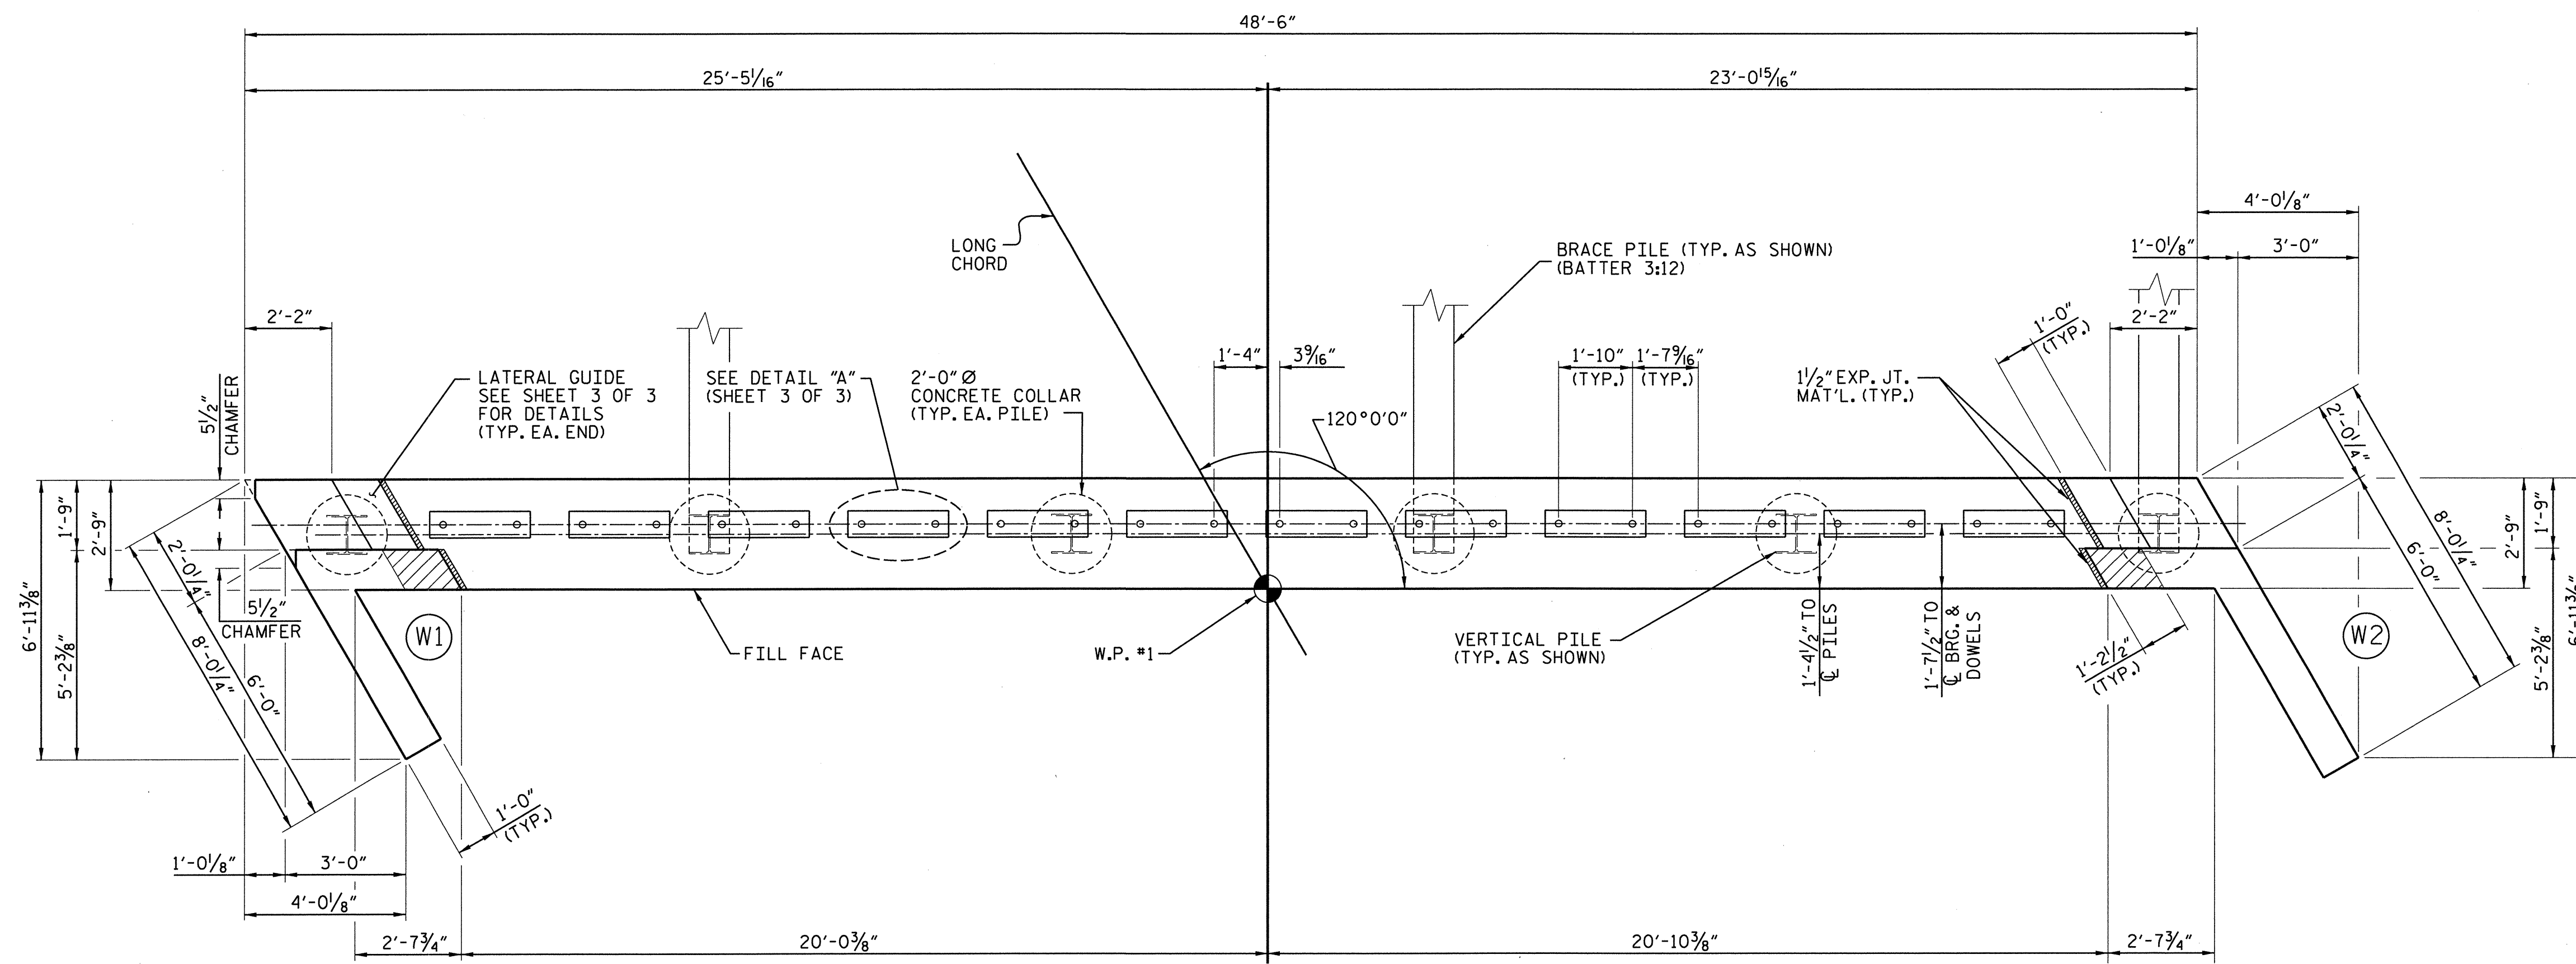 48'-6"
25'-5 1/16"
23'-0 15/16"
4'-0 1/8"
1'-0 1/8"
3'-0"
LONG
CHORD
BRACE PILE (TYP. AS SHOWN)
(BATTER 3:12)
2'-2"
2'-2"
1'-0"
(TYP.)
1'-4"
3 9/16"
1'-10"
(TYP.)
1'-7 9/16"
(TYP.)
5 1/2"
CHAMFER
LATERAL GUIDE
SEE SHEET 3 OF 3
FOR DETAILS
(TYP. EA. END)
SEE DETAIL "A"
(SHEET 3 OF 3)
2'-0" Ø
CONCRETE COLLAR
(TYP. EA. PILE)
120°0'0"
1 1/2" EXP. JT.
MAT'L. (TYP.)
2'-0 1/4"
8'-0 1/4"
6'-0"
6'-11 3/8"
1'-9"
2'-9"
5'-2 3/8"
2'-0 1/4"
8'-0 1/4"
6'-0"
5 1/2"
CHAMFER
W1
FILL FACE
W.P. #1
VERTICAL PILE
(TYP. AS SHOWN)
1'-4 1/2" TO
℄ PILES
1'-7 1/2" TO
℄ BRG. &
DOWELS
1'-2 1/2"
(TYP.)
W2
2'-9"
1'-9"
5'-2 3/8"
6'-11 3/8"
1'-0"
(TYP.)
1'-0 1/8"
3'-0"
4'-0 1/8"
2'-7 3/4"
20'-0 3/8"
20'-10 3/8"
2'-7 3/4"